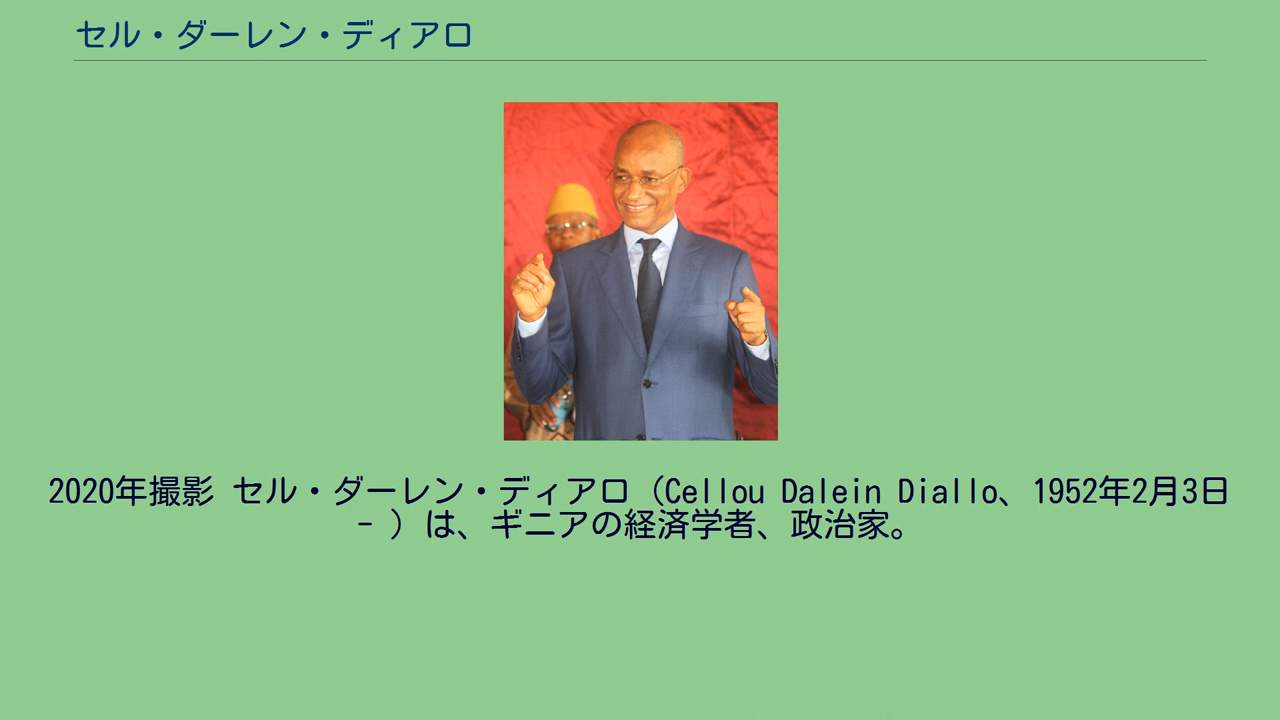 セル・ダーレン・ディアロ
2020年撮影 セル・ダーレン・ディアロ（Cellou Dalein Diallo、1952年2月3日
- ）は、ギニアの経済学者、政治家。